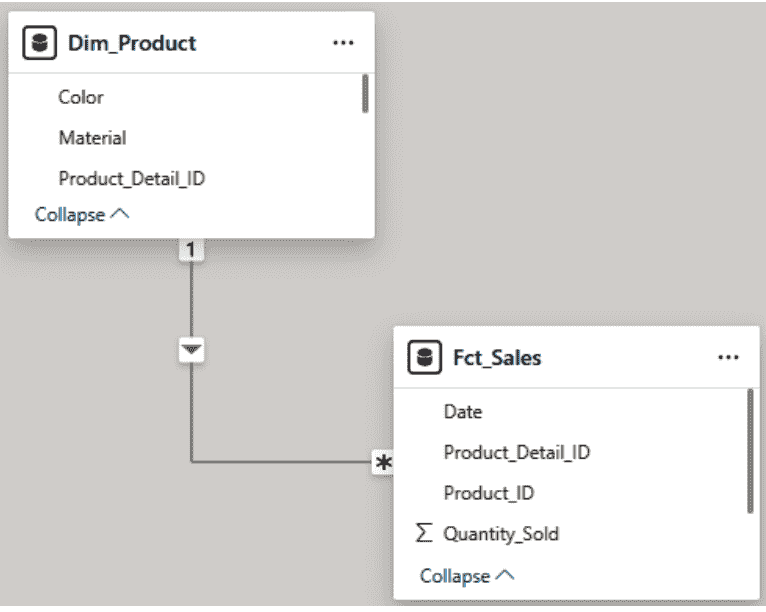 Dim_Product
Color
Material
Product_Detail_ID
Collapse
1
*
Fct_Sales
Date
Product_Detail_ID
Product_ID
Σ Quantity_Sold
Collapse